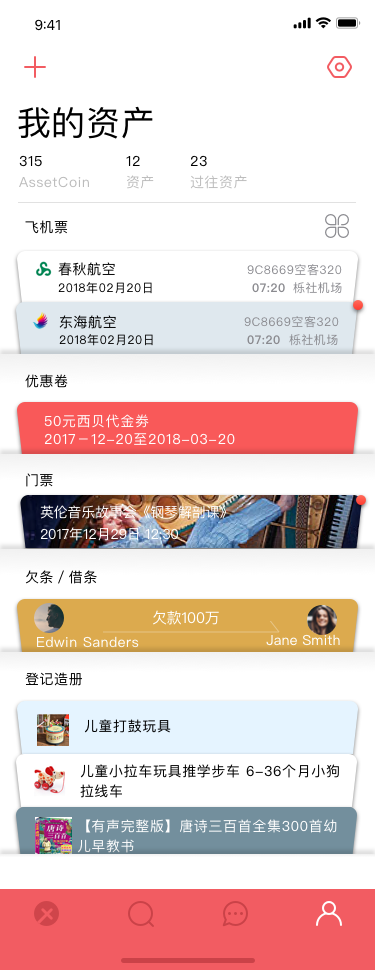 9:41
我的资产
315 12 23
AssetCoin 资产 过往资产
飞机票
春秋航空 9C8669空客320
2018年02月20日 07:20 栎社机场
东海航空 9C8669空客320
2018年02月20日 07:20 栎社机场
优惠卷
50元西贝代金劵
2017－12-20至2018-03-20
门票
英伦音乐故事会《钢琴解剖课》
2017年12月29日 12:30
欠条 / 借条
欠款100万
Edwin Sanders Jane Smith
登记造册
儿童打鼓玩具
儿童小拉车玩具推学步车 6-36个月小狗
拉线车
【有声完整版】唐诗三百首全集300首幼
儿早教书
唐诗
三百首